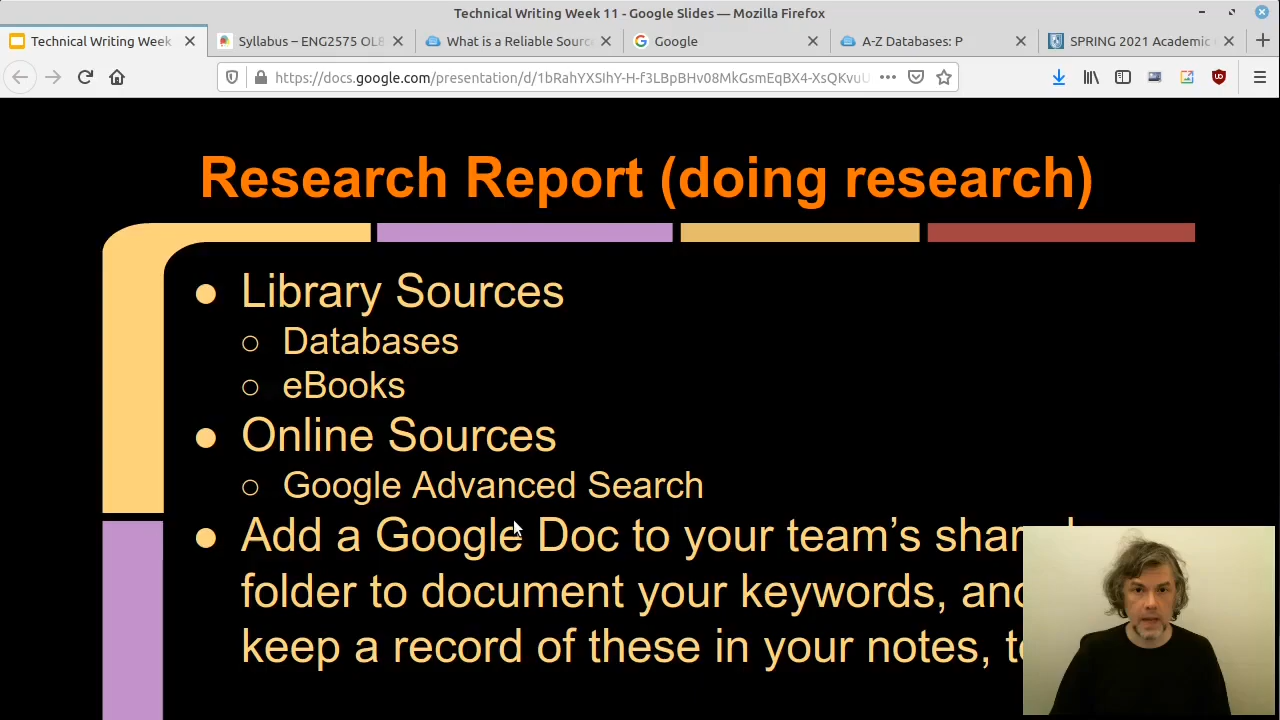 Technical Writing Week 11 - Google Slides — Mozilla Firefox
Technical Writing Week
Syllabus – ENG2575 OL8
What is a Reliable Sourc
Google
A-Z Databases: P
SPRING 2021 Academic
https://docs.google.com/presentation/d/1bRahYXSIhY-H-f3LBpBHv08MkGsmEqBX4-XsQKvuU
Research Report (doing research)
● Library Sources
○ Databases
○ eBooks
● Online Sources
○ Google Advanced Search
● Add a Google Doc to your team’s
folder to document your keywords,
keep a record of these in your notes,